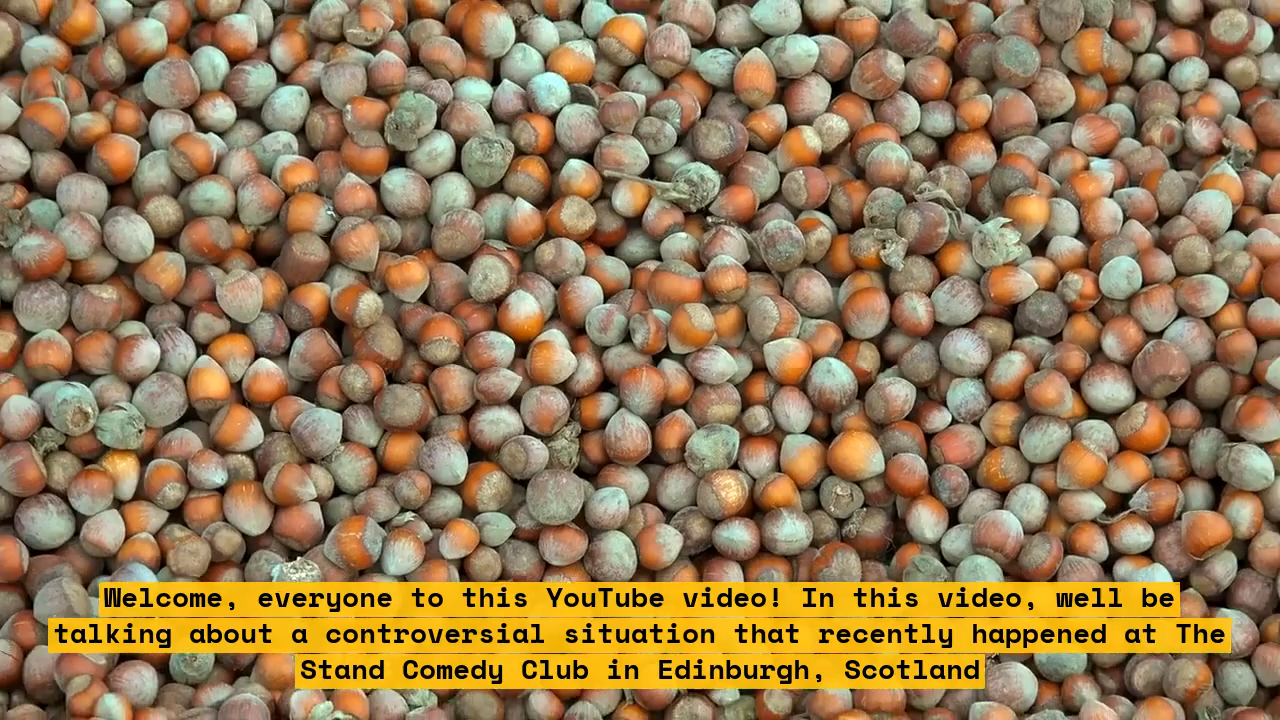 Welcome, everyone to this YouTube video! In this video, well be
talking about a controversial situation that recently happened at The
Stand Comedy Club in Edinburgh, Scotland